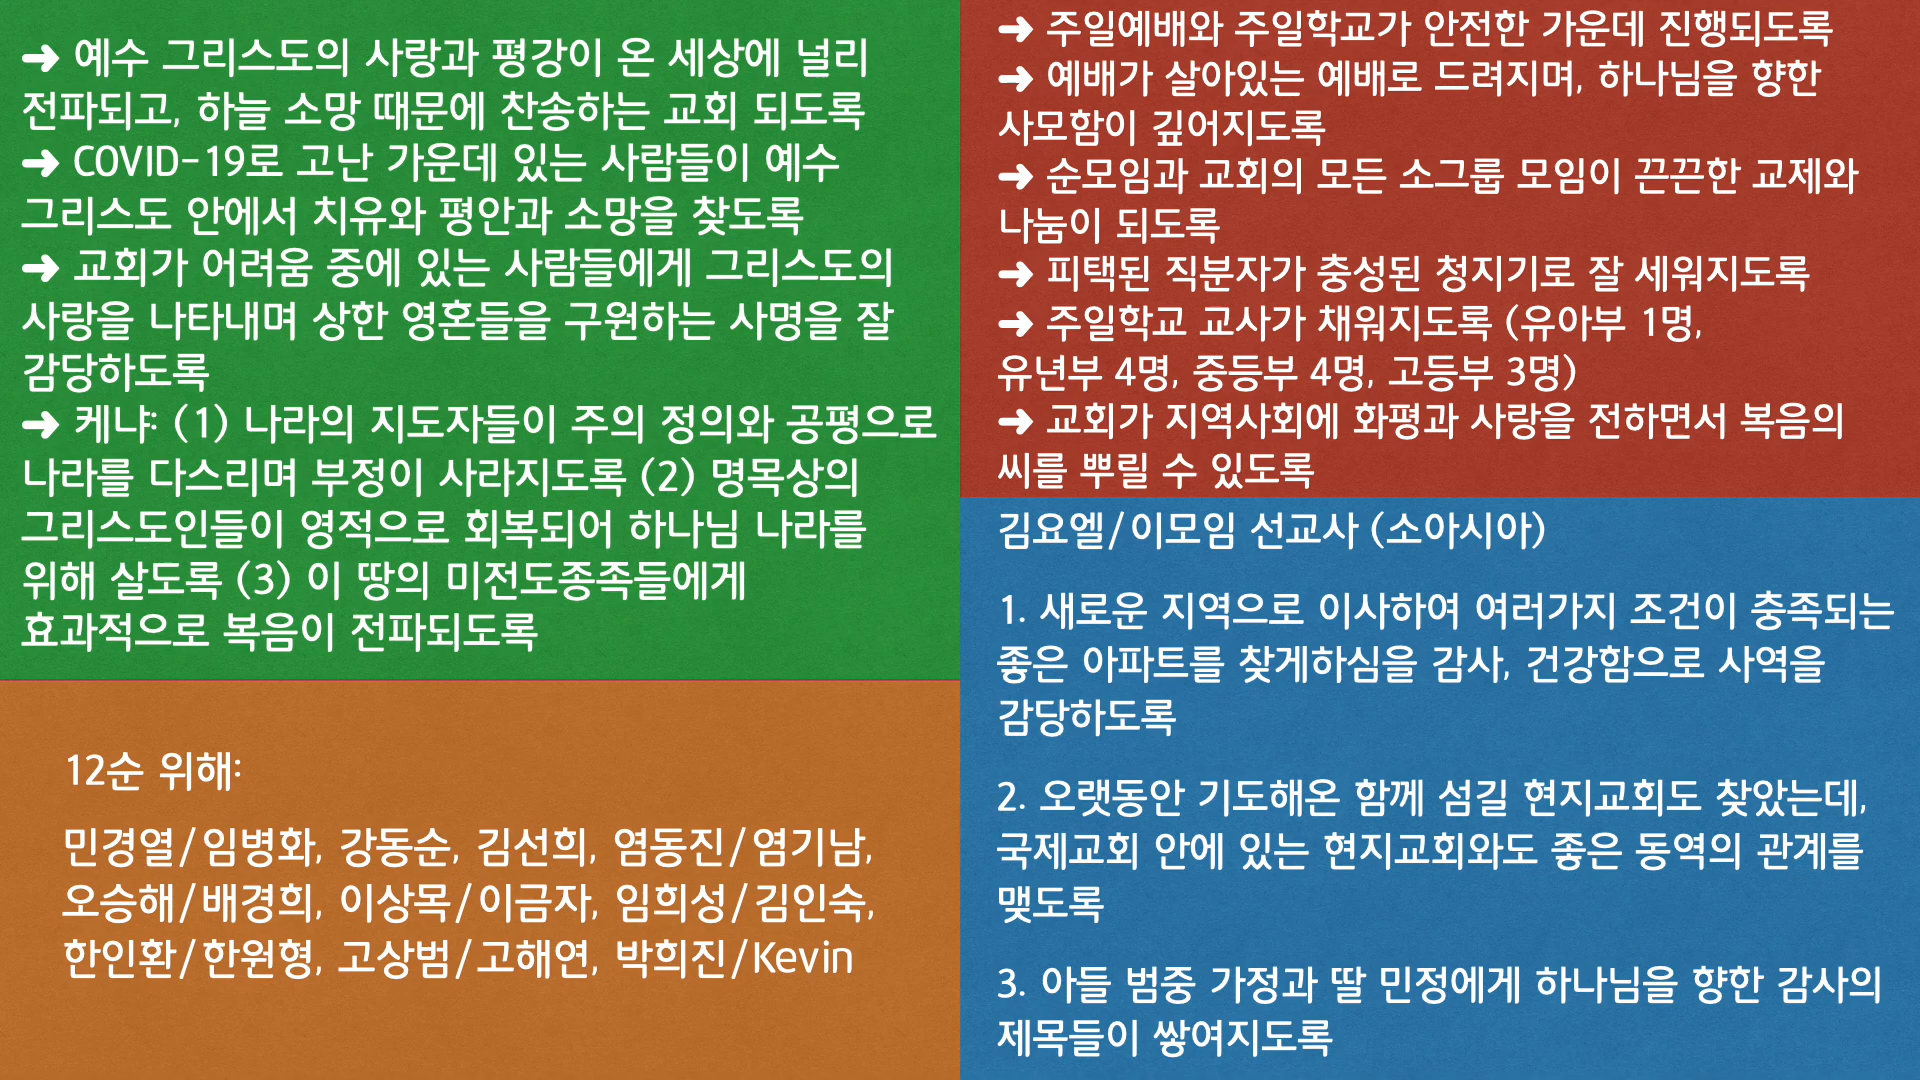 ➜ 예수 그리스도의 사랑과 평강이 온 세상에 널리
전파되고, 하늘 소망 때문에 찬송하는 교회 되도록
➜ COVID-19로 고난 가운데 있는 사람들이 예수
그리스도 안에서 치유와 평안과 소망을 찾도록
➜ 교회가 어려움 중에 있는 사람들에게 그리스도의
사랑을 나타내며 상한 영혼들을 구원하는 사명을 잘
감당하도록
➜ 케냐: (1) 나라의 지도자들이 주의 정의와 공평으로
나라를 다스리며 부정이 사라지도록 (2) 명목상의
그리스도인들이 영적으로 회복되어 하나님 나라를
위해 살도록 (3) 이 땅의 미전도종족들에게
효과적으로 복음이 전파되도록
12순 위해:
민경열/임병화, 강동순, 김선희, 염동진/염기남,
오승해/배경희, 이상목/이금자, 임희성/김인숙,
한인환/한원형, 고상범/고해연, 박희진/Kevin
➜ 주일예배와 주일학교가 안전한 가운데 진행되도록
➜ 예배가 살아있는 예배로 드려지며, 하나님을 향한
사모함이 깊어지도록
➜ 순모임과 교회의 모든 소그룹 모임이 끈끈한 교제와
나눔이 되도록
➜ 피택된 직분자가 충성된 청지기로 잘 세워지도록
➜ 주일학교 교사가 채워지도록 (유아부 1명,
유년부 4명, 중등부 4명, 고등부 3명)
➜ 교회가 지역사회에 화평과 사랑을 전하면서 복음의
씨를 뿌릴 수 있도록
김요엘/이모임 선교사 (소아시아)
1. 새로운 지역으로 이사하여 여러가지 조건이 충족되는
좋은 아파트를 찾게하심을 감사, 건강함으로 사역을
감당하도록
2. 오랫동안 기도해온 함께 섬길 현지교회도 찾았는데,
국제교회 안에 있는 현지교회와도 좋은 동역의 관계를
맺도록
3. 아들 범중 가정과 딸 민정에게 하나님을 향한 감사의
제목들이 쌓여지도록